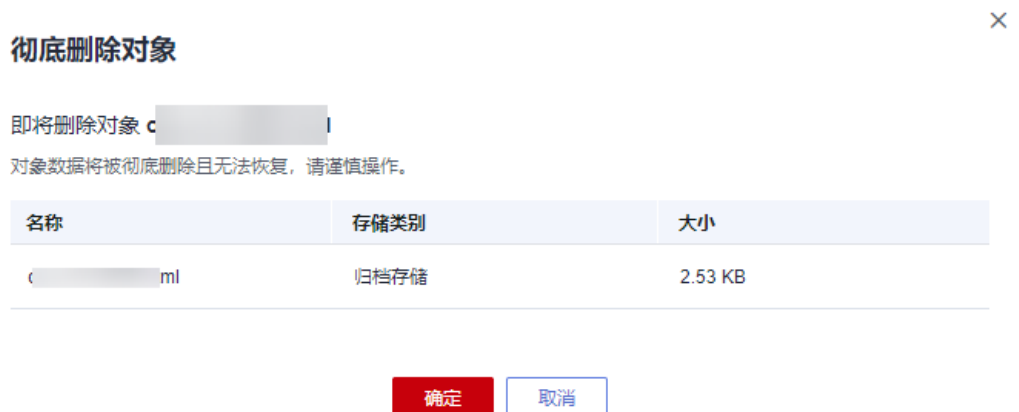 彻底删除对象
即将删除对象
对象数据将被彻底删除且无法恢复，请谨慎操作。
名称 存储类别 大小
ml 归档存储 2.53 KB
确定 取消